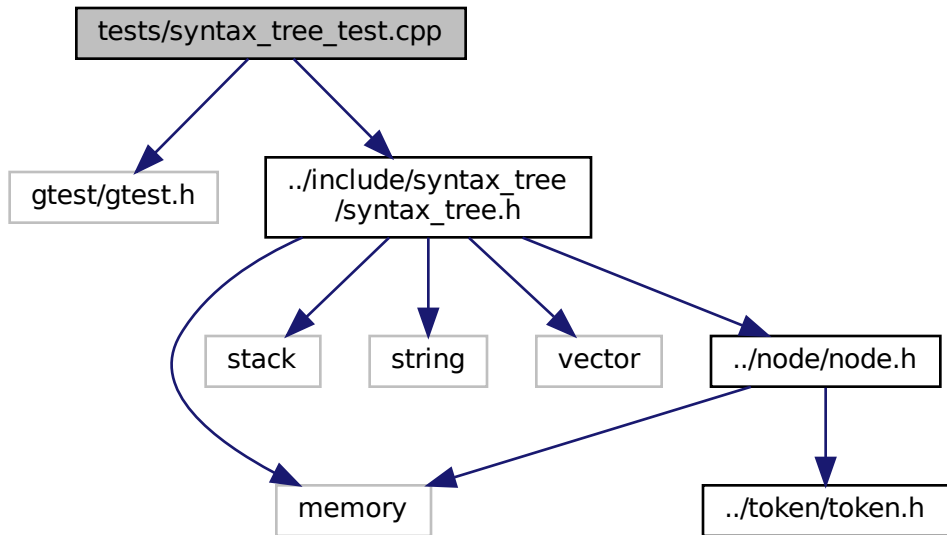 tests/syntax_tree_test.cpp
gtest/gtest.h
../include/syntax_tree
/syntax_tree.h
stack
string
vector
../node/node.h
memory
../token/token.h